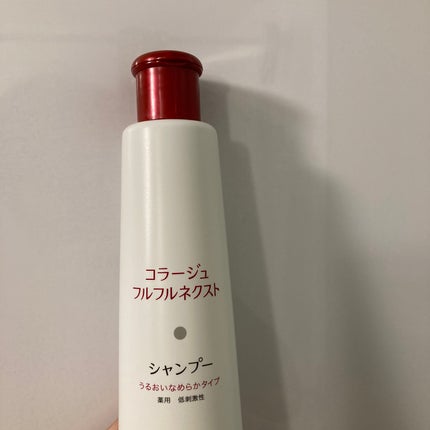 コラージュ
フルフルネクスト
シャンプー
うるおいなめらかタイプ
薬用 低刺激性